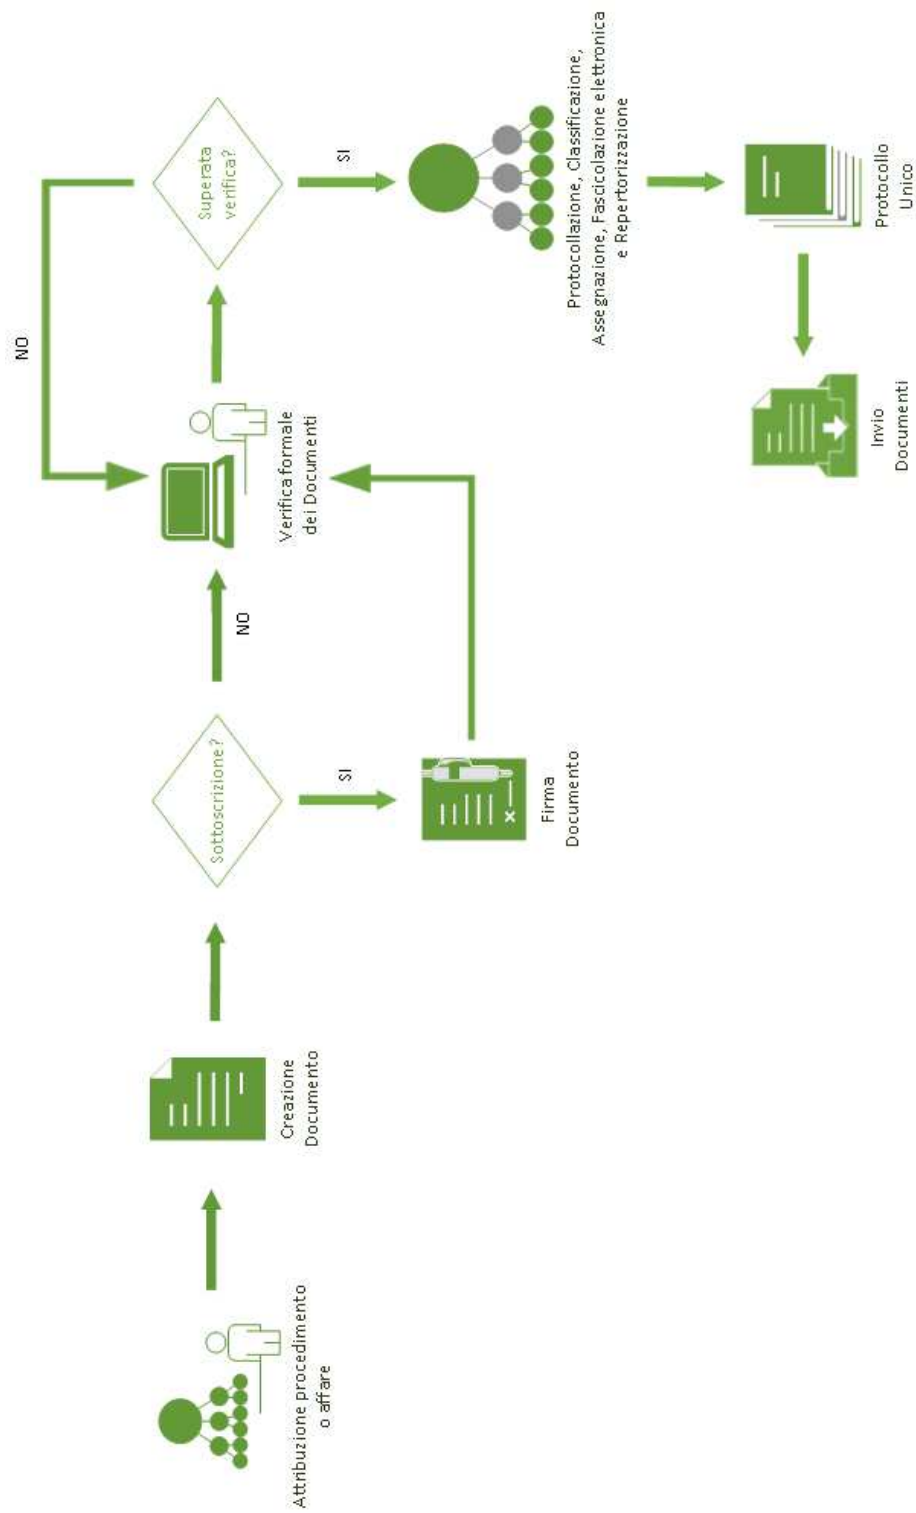 Attribuzione procedimento
o affare
Creazione
Documento
Sottoscrizione?
NO
SI
Firma
Documento
Verifica formale
dei Documenti
Superata
verifica?
NO
SI
Protocollazione, Classificazione,
Assegnazione, Fascicolazione elettronica
e Repertorizzazione
Protocollo
Unico
Invio
Documenti